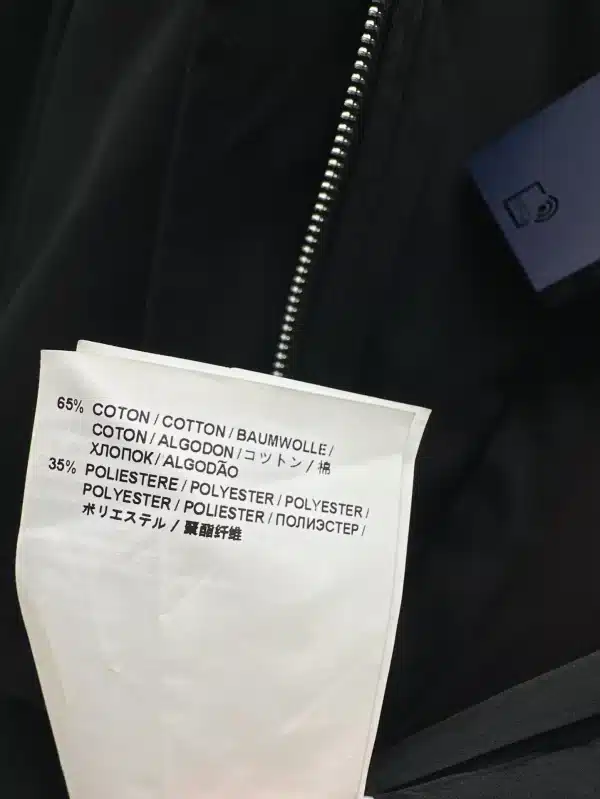 65% COTON / COTTON / BAUMWOLLE /
COTON / ALGODON / コットン / 棉
ХЛОПОК / ALGODÃO
35% POLIESTERE / POLYESTER / POLYESTER /
POLYESTER / POLIESTER / ПОЛИЭСТЕР /
ポリエステル / 聚酯纤维